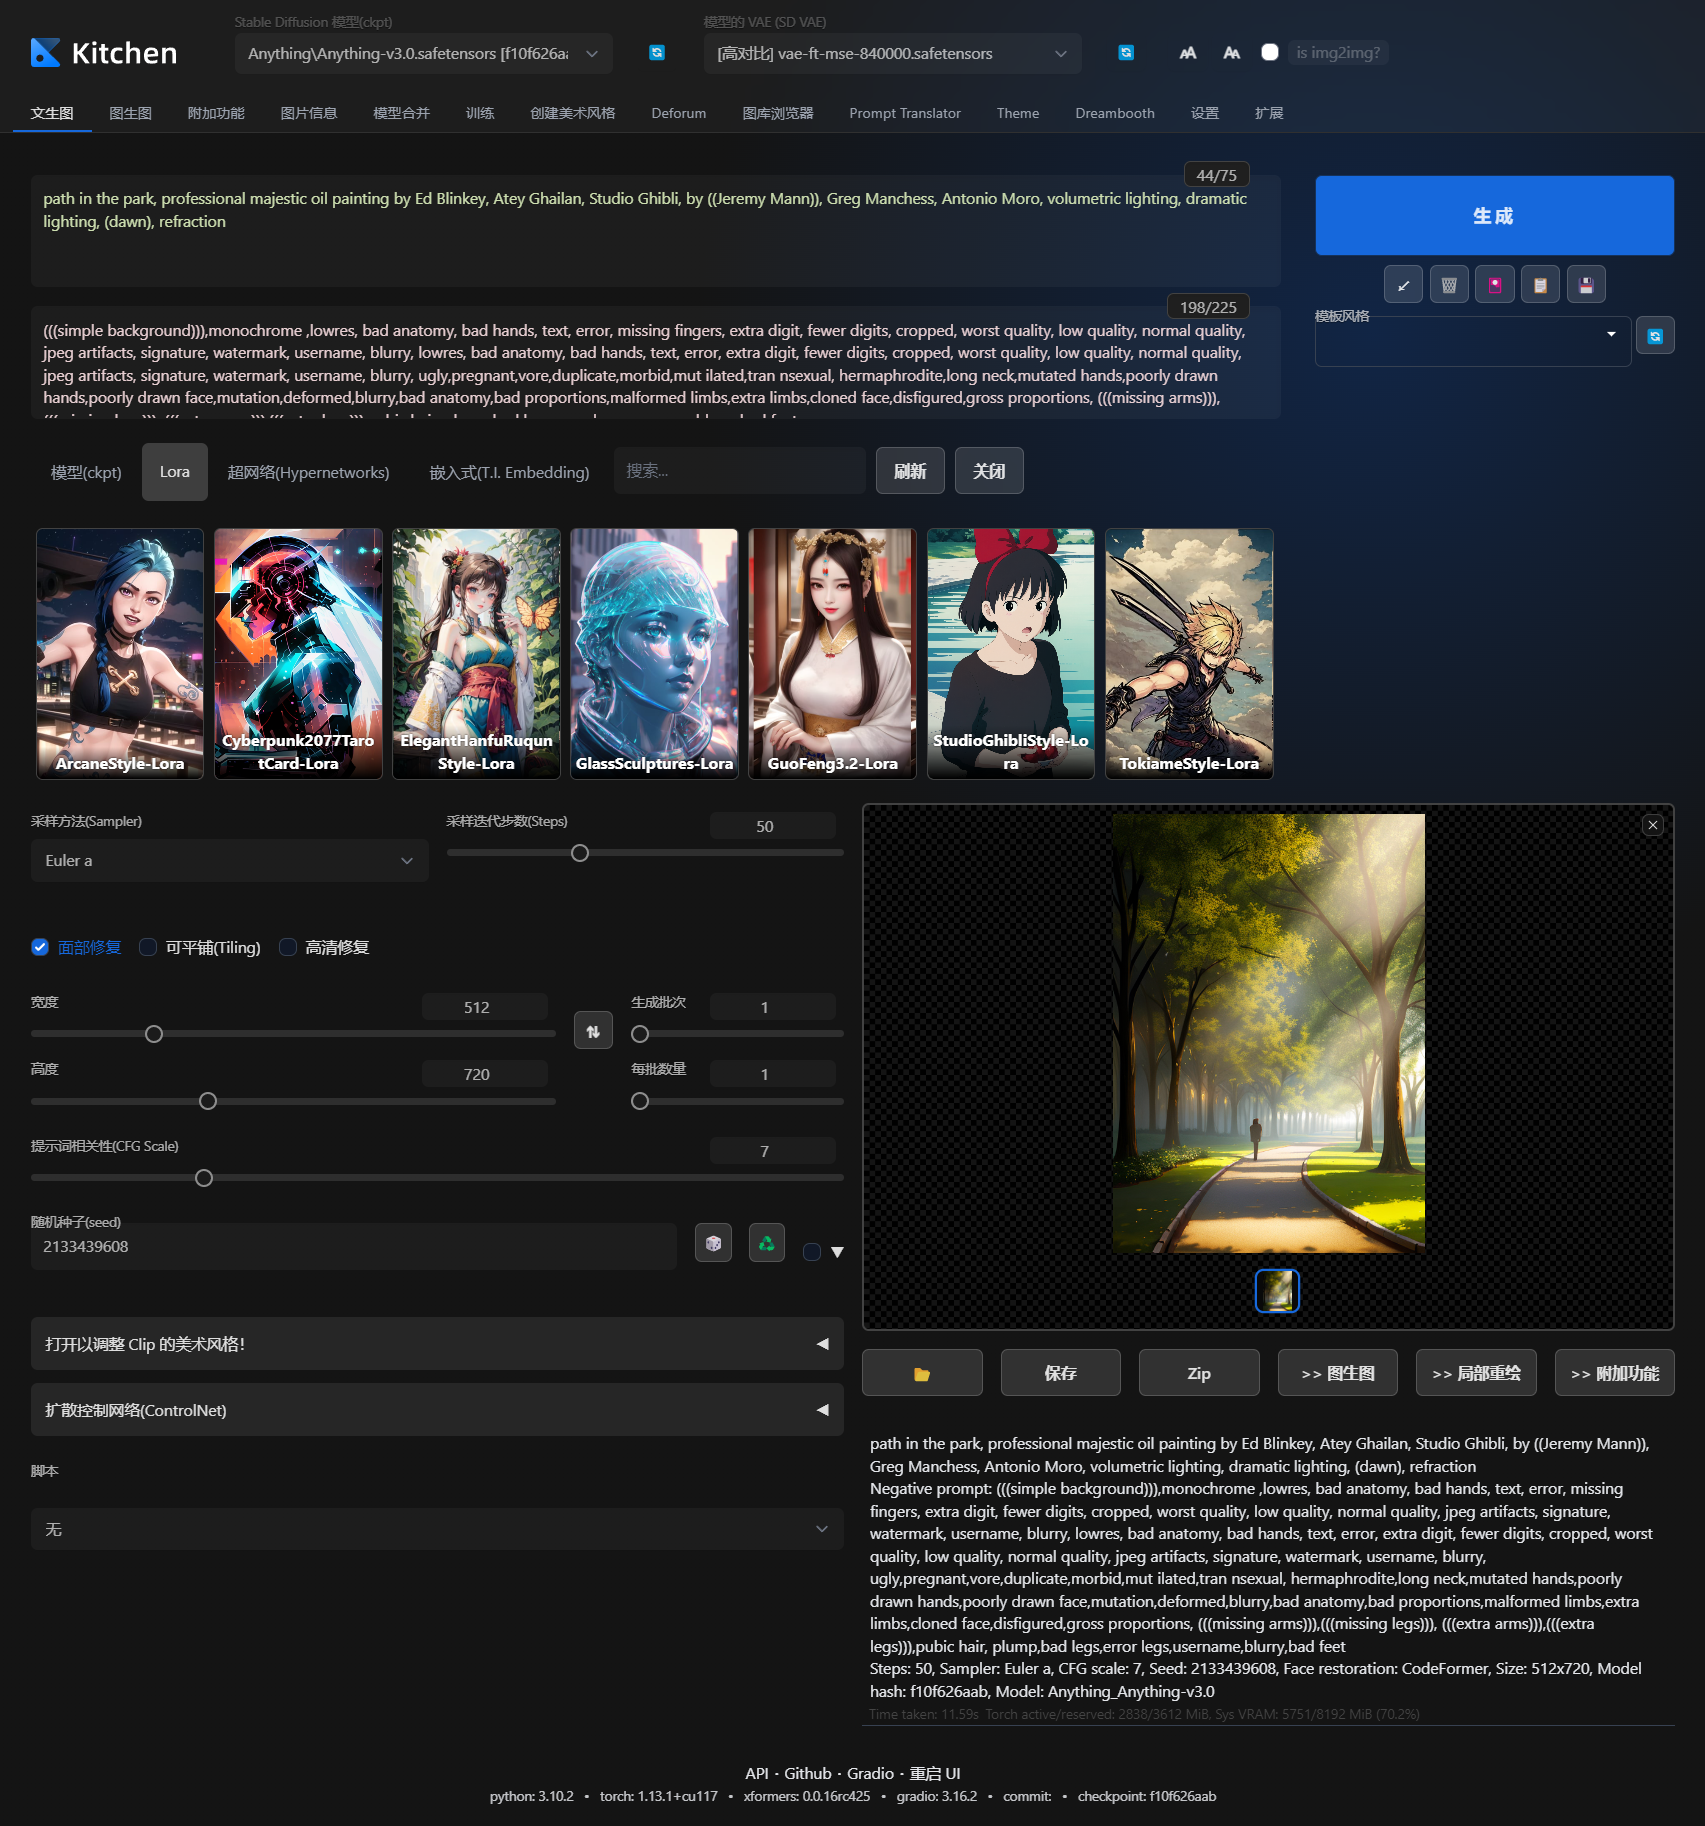 Kitchen
Stable Diffusion 模型(ckpt)
Anything\Anything-v3.0.safetensors [f10f626aa
模型的 VAE (SD VAE)
[高对比] vae-ft-mse-840000.safetensors
is img2img?
文生图 图生图 附加功能 图片信息 模型合并 训练 创建美术风格 Deforum 图库浏览器 Prompt Translator Theme Dreambooth 设置 扩展
44/75
path in the park, professional majestic oil painting by Ed Blinkey, Atey Ghailan, Studio Ghibli, by ((Jeremy Mann)), Greg Manchess, Antonio Moro, volumetric lighting, dramatic
lighting, (dawn), refraction
生成
198/225
(((simple background))),monochrome ,lowres, bad anatomy, bad hands, text, error, missing fingers, extra digit, fewer digits, cropped, worst quality, low quality, normal quality,
jpeg artifacts, signature, watermark, username, blurry, lowres, bad anatomy, bad hands, text, error, extra digit, fewer digits, cropped, worst quality, low quality, normal quality,
jpeg artifacts, signature, watermark, username, blurry, ugly,pregnant,vore,duplicate,morbid,mut ilated,tran nsexual, hermaphrodite,long neck,mutated hands,poorly drawn
hands,poorly drawn face,mutation,deformed,blurry,bad anatomy,bad proportions,malformed limbs,extra limbs,cloned face,disfigured,gross proportions, (((missing arms))),
模板风格
模型(ckpt) Lora 超网络(Hypernetworks) 嵌入式(T.I. Embedding) 搜索... 刷新 关闭
ArcaneStyle-Lora
Cyberpunk2077Taro
tCard-Lora
ElegantHanfuRuqun
Style-Lora
GlassSculptures-Lora
GuoFeng3.2-Lora
StudioGhibliStyle-Lo
ra
TokiameStyle-Lora
采样方法(Sampler)
Euler a
采样迭代步数(Steps) 50
面部修复 可平铺(Tiling) 高清修复
宽度 512
生成批次 1
高度 720
每批数量 1
提示词相关性(CFG Scale) 7
随机种子(seed)
2133439608
▼
打开以调整 Clip 的美术风格! ◀
扩散控制网络(ControlNet) ◀
脚本
无
保存 Zip >> 图生图 >> 局部重绘 >> 附加功能
path in the park, professional majestic oil painting by Ed Blinkey, Atey Ghailan, Studio Ghibli, by ((Jeremy Mann)),
Greg Manchess, Antonio Moro, volumetric lighting, dramatic lighting, (dawn), refraction
Negative prompt: (((simple background))),monochrome ,lowres, bad anatomy, bad hands, text, error, missing
fingers, extra digit, fewer digits, cropped, worst quality, low quality, normal quality, jpeg artifacts, signature,
watermark, username, blurry, lowres, bad anatomy, bad hands, text, error, extra digit, fewer digits, cropped, worst
quality, low quality, normal quality, jpeg artifacts, signature, watermark, username, blurry,
ugly,pregnant,vore,duplicate,morbid,mut ilated,tran nsexual, hermaphrodite,long neck,mutated hands,poorly
drawn hands,poorly drawn face,mutation,deformed,blurry,bad anatomy,bad proportions,malformed limbs,extra
limbs,cloned face,disfigured,gross proportions, (((missing arms))),(((missing legs))), (((extra arms))),(((extra
legs))),pubic hair, plump,bad legs,error legs,username,blurry,bad feet
Steps: 50, Sampler: Euler a, CFG scale: 7, Seed: 2133439608, Face restoration: CodeFormer, Size: 512x720, Model
hash: f10f626aab, Model: Anything_Anything-v3.0
Time taken: 11.59s Torch active/reserved: 2838/3612 MiB, Sys VRAM: 5751/8192 MiB (70.2%)
API · Github · Gradio · 重启 UI
python: 3.10.2 • torch: 1.13.1+cu117 • xformers: 0.0.16rc425 • gradio: 3.16.2 • commit: • checkpoint: f10f626aab